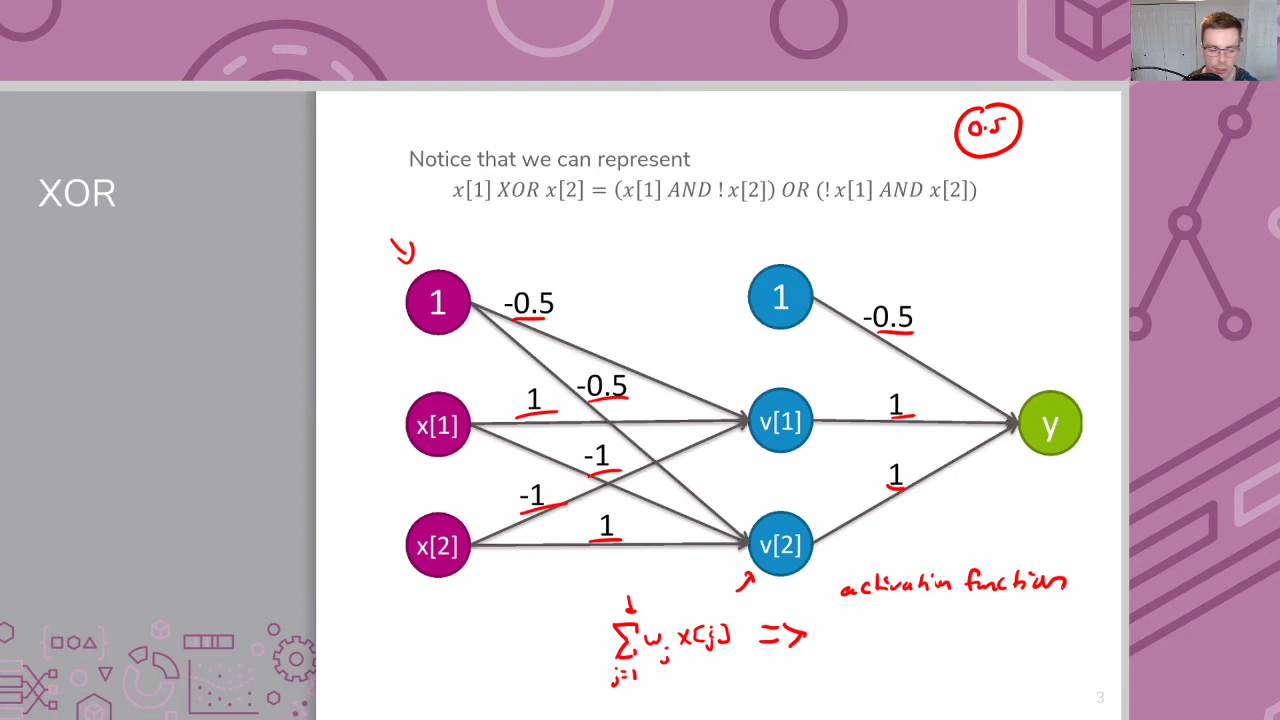 0.5
Notice that we can represent
XOR
x[1] XOR x[2] = (x[1] AND ! x[2]) OR (! x[1] AND x[2])
1
-0.5
1
-0.5
-0.5
1
1
x[1]
v[1]
y
-1
-1
1
1
x[2]
v[2]
activation function
d
∑ w_j x[j] =>
j=1
3